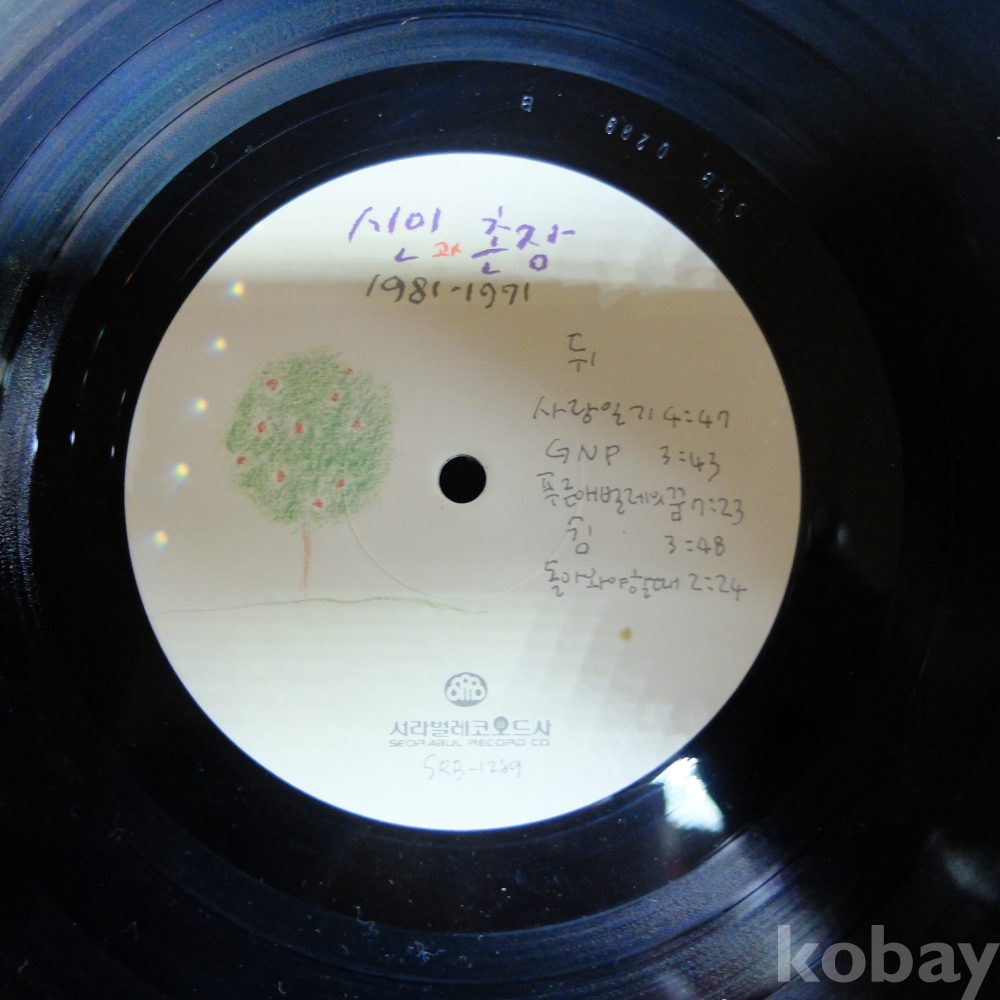 시인과 촌장
1981-1971
뒤
사랑일기 4:47
GNP 3:43
푸른애벌레의꿈 7:23
짐 3:48
돌아와야할때 2:24
서라벌레코오드사
SEORABUL RECORD CO.
SRB-1289
kobay